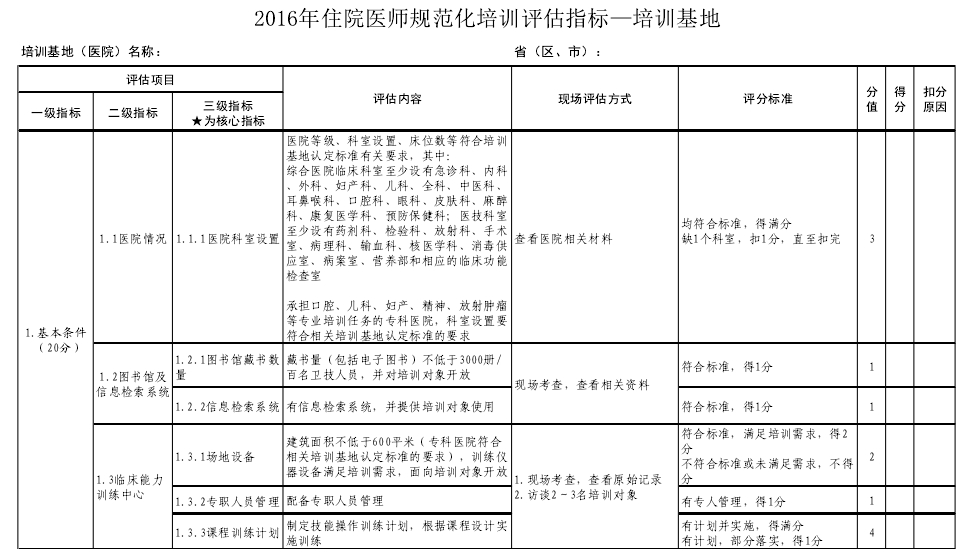 2016年住院医师规范化培训评估指标—培训基地
培训基地（医院）名称： 省（区、市）：
评估项目
评估内容
现场评估方式
评分标准
分
值
得
分
扣分
原因
一级指标
二级指标
三级指标
★为核心指标
1.基本条件
（20分）
1.1医院情况
1.1.1医院科室设置
医院等级、科室设置、床位数等符合培训
基地认定标准有关要求，其中:
综合医院临床科室至少设有急诊科、内科
、外科、妇产科、儿科、全科、中医科、
耳鼻喉科、口腔科、眼科、皮肤科、麻醉
科、康复医学科、预防保健科；医技科室
至少设有药剂科、检验科、放射科、手术
室、病理科、输血科、核医学科、消毒供
应室、病案室、营养部和相应的临床功能
检查室
承担口腔、儿科、妇产、精神、放射肿瘤
等专业培训任务的专科医院，科室设置要
符合相关培训基地认定标准的要求
查看医院相关材料
均符合标准，得满分
缺1个科室，扣1分，直至扣完
3
1.2图书馆及
信息检索系统
1.2.1图书馆藏书数
量
藏书量（包括电子图书）不低于3000册/
百名卫技人员，并对培训对象开放
现场考查，查看相关资料
符合标准，得1分
1
1.2.2信息检索系统
有信息检索系统，并提供培训对象使用
符合标准，得1分
1
1.3临床能力
训练中心
1.3.1场地设备
建筑面积不低于600平米（专科医院符合
相关培训基地认定标准的要求），训练仪
器设备满足培训需求，面向培训对象开放
1.现场考查，查看原始记录
2.访谈2－3名培训对象
符合标准，满足培训需求，得2
分
不符合标准或未满足需求，不得
分
2
1.3.2专职人员管理
配备专职人员管理
有专人管理，得1分
1
1.3.3课程训练计划
制定技能操作训练计划，根据课程设计实
施训练
有计划并实施，得满分
有计划，部分落实，得1分
4